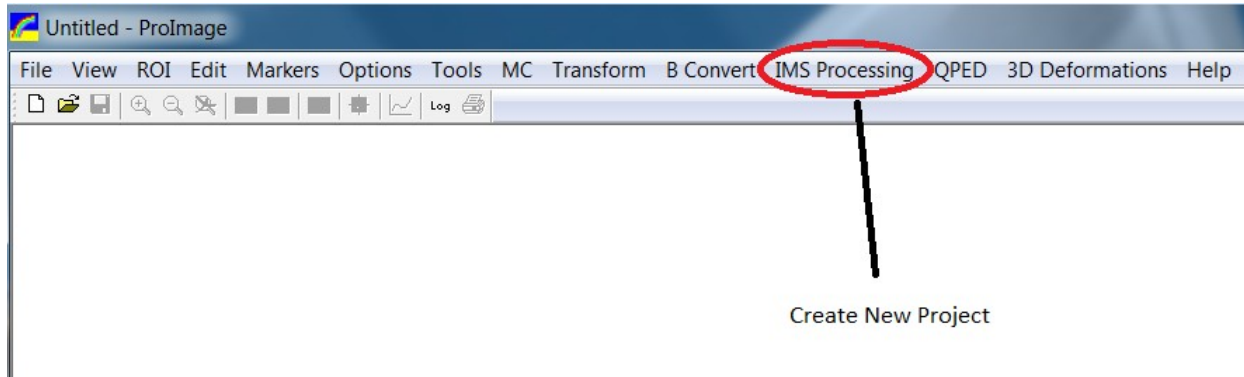 Untitled - ProImage
File View ROI Edit Markers Options Tools MC Transform B Convert IMS Processing QPED 3D Deformations Help
Log
Create New Project